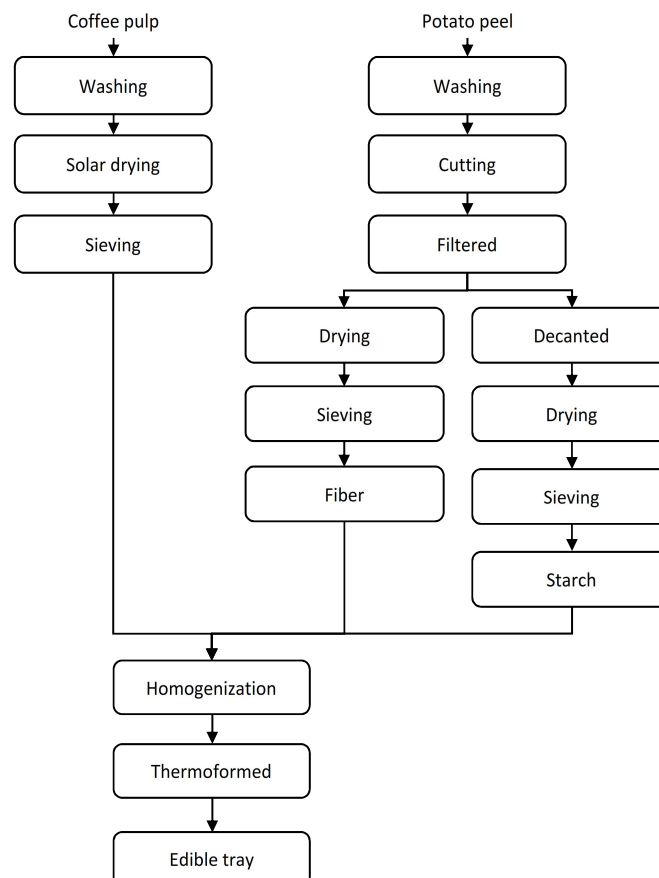 Coffee pulp
Potato peel
Washing
Washing
Solar drying
Cutting
Sieving
Filtered
Drying
Decanted
Sieving
Drying
Fiber
Sieving
Starch
Homogenization
Thermoformed
Edible tray